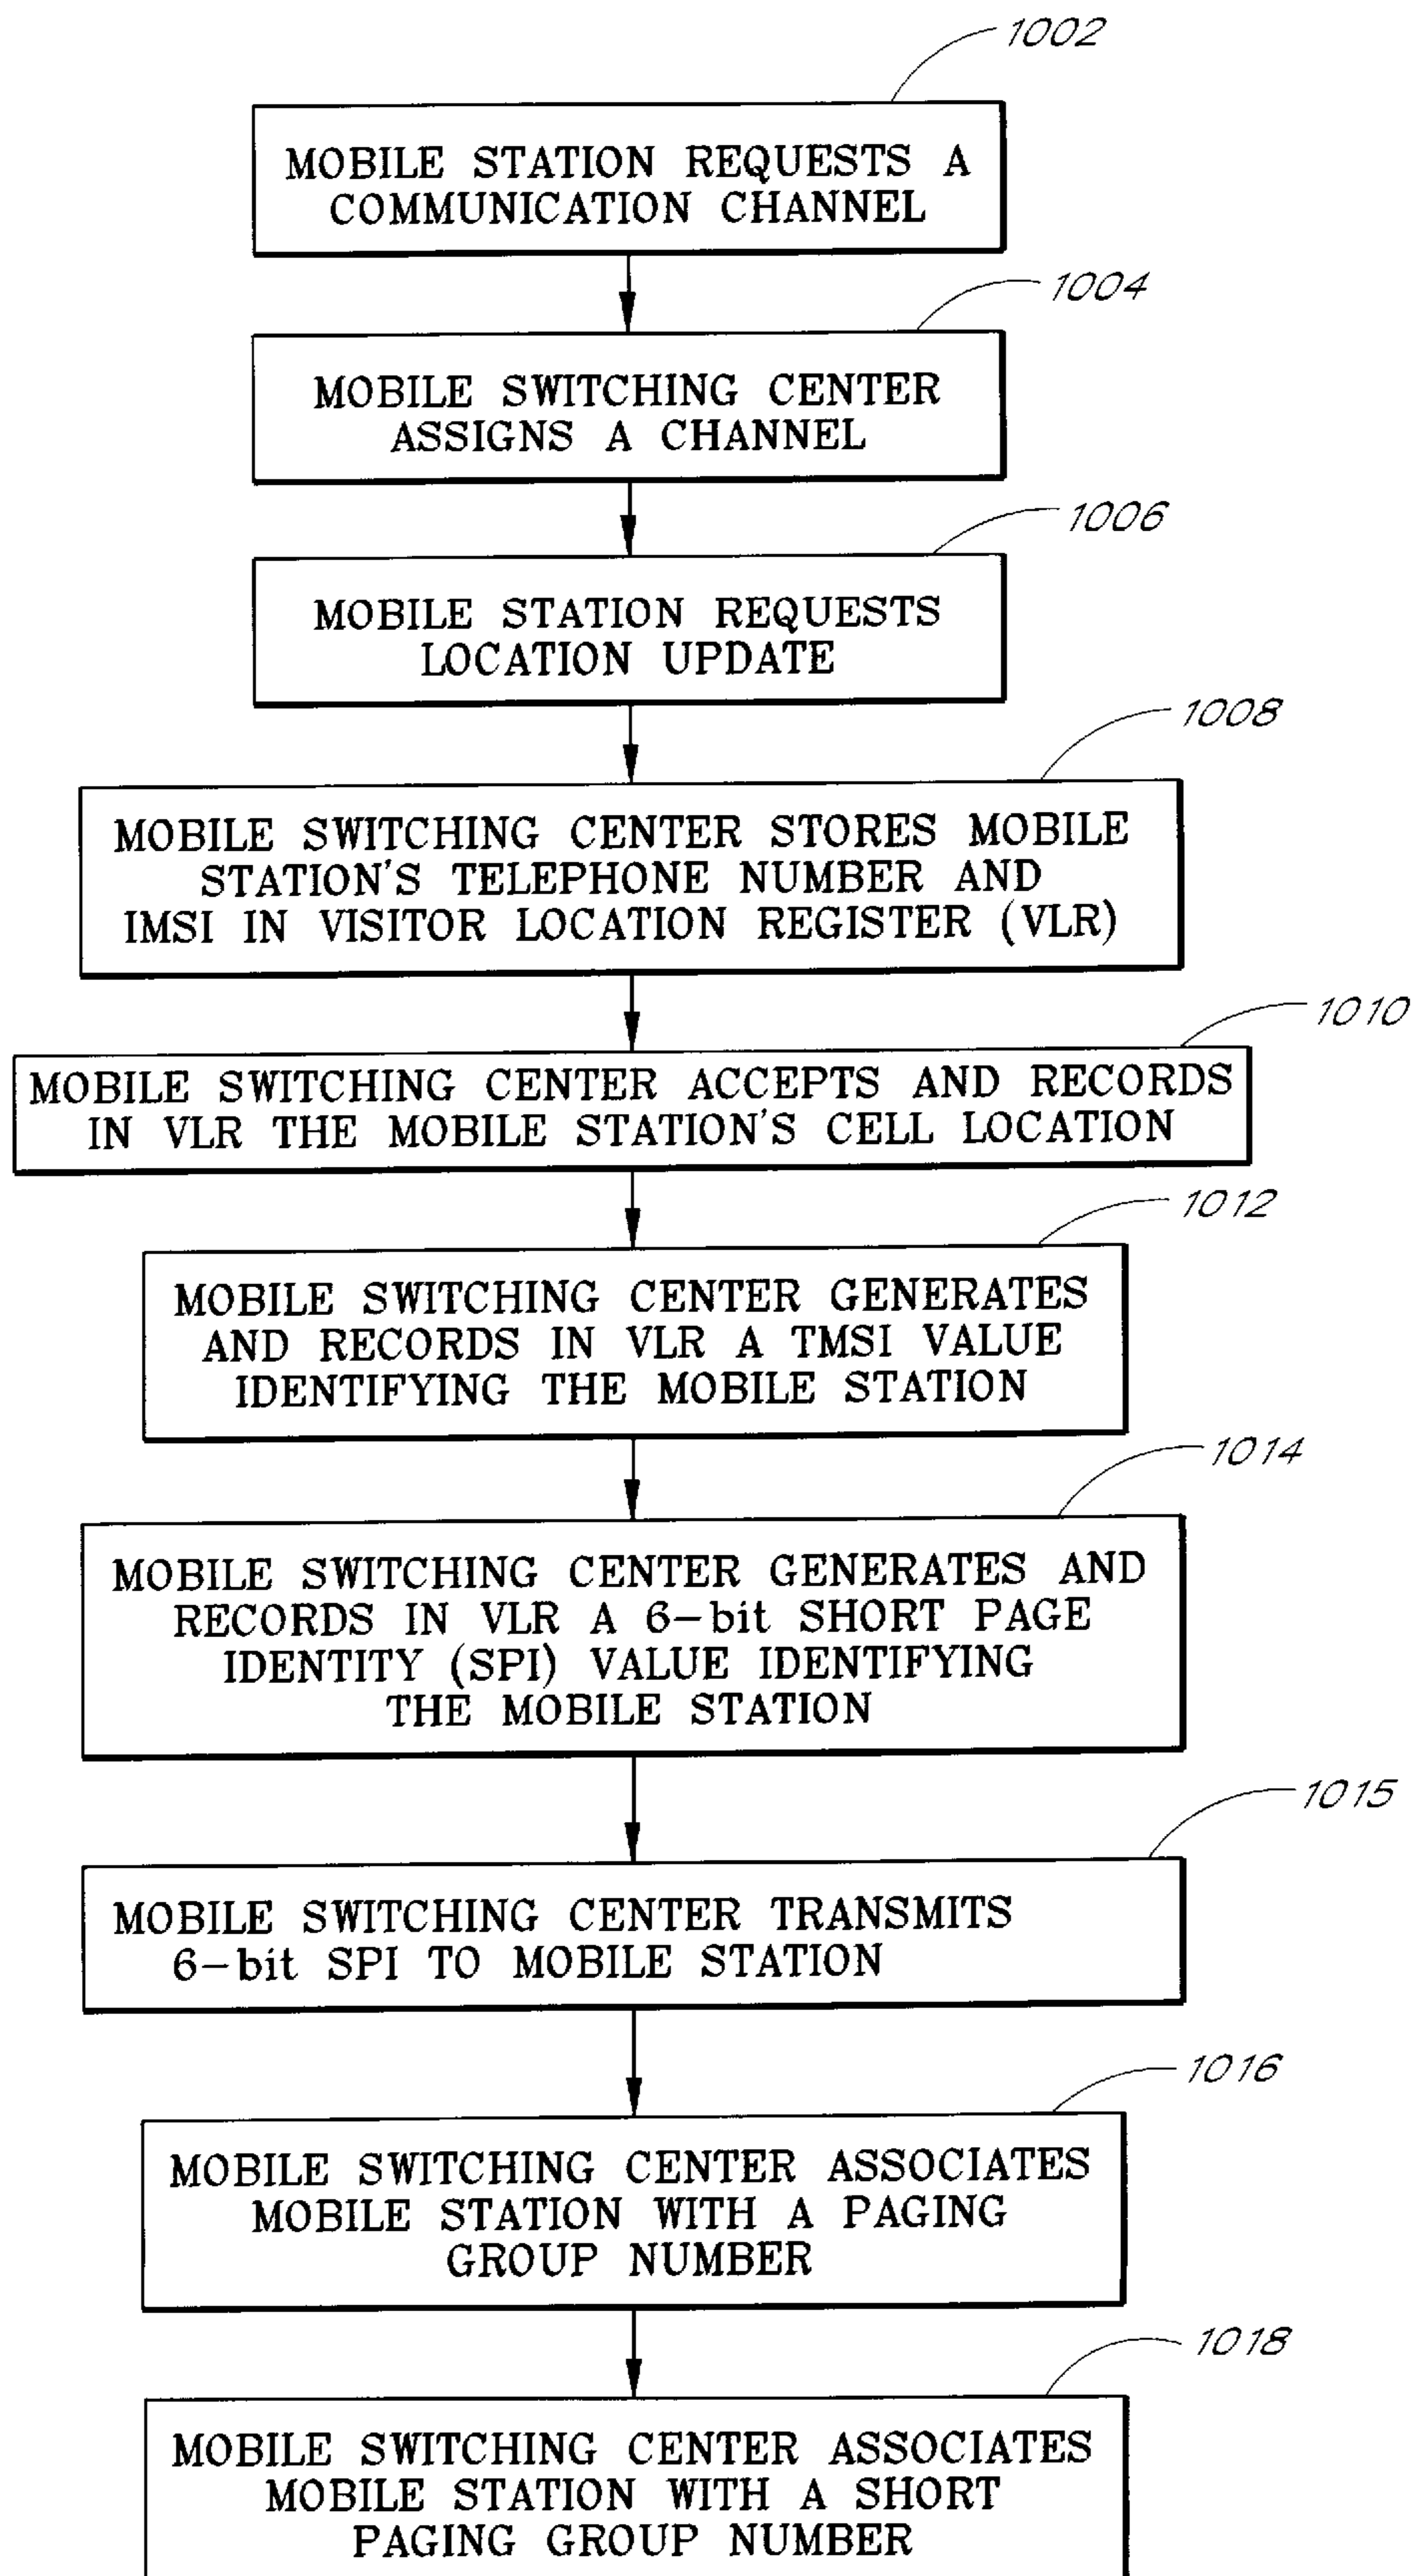 1002
MOBILE STATION REQUESTS A
COMMUNICATION CHANNEL
1004
MOBILE SWITCHING CENTER
ASSIGNS A CHANNEL
1006
MOBILE STATION REQUESTS
LOCATION UPDATE
1008
MOBILE SWITCHING CENTER STORES MOBILE
STATION'S TELEPHONE NUMBER AND
IMSI IN VISITOR LOCATION REGISTER (VLR)
1010
MOBILE SWITCHING CENTER ACCEPTS AND RECORDS
IN VLR THE MOBILE STATION'S CELL LOCATION
1012
MOBILE SWITCHING CENTER GENERATES
AND RECORDS IN VLR A TMSI VALUE
IDENTIFYING THE MOBILE STATION
1014
MOBILE SWITCHING CENTER GENERATES AND
RECORDS IN VLR A 6-bit SHORT PAGE
IDENTITY (SPI) VALUE IDENTIFYING
THE MOBILE STATION
1015
MOBILE SWITCHING CENTER TRANSMITS
6-bit SPI TO MOBILE STATION
1016
MOBILE SWITCHING CENTER ASSOCIATES
MOBILE STATION WITH A PAGING
GROUP NUMBER
1018
MOBILE SWITCHING CENTER ASSOCIATES
MOBILE STATION WITH A SHORT
PAGING GROUP NUMBER